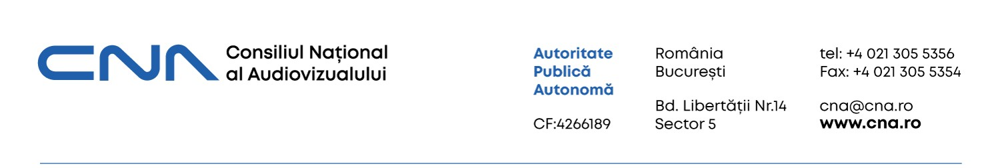 CNA
Consiliul Național
al Audiovizualului
Autoritate
Publică
Autonomă
CF:4266189
România
București
Bd. Libertății Nr.14
Sector 5
tel: +4 021 305 5356
Fax: +4 021 305 5354
cna@cna.ro
www.cna.ro